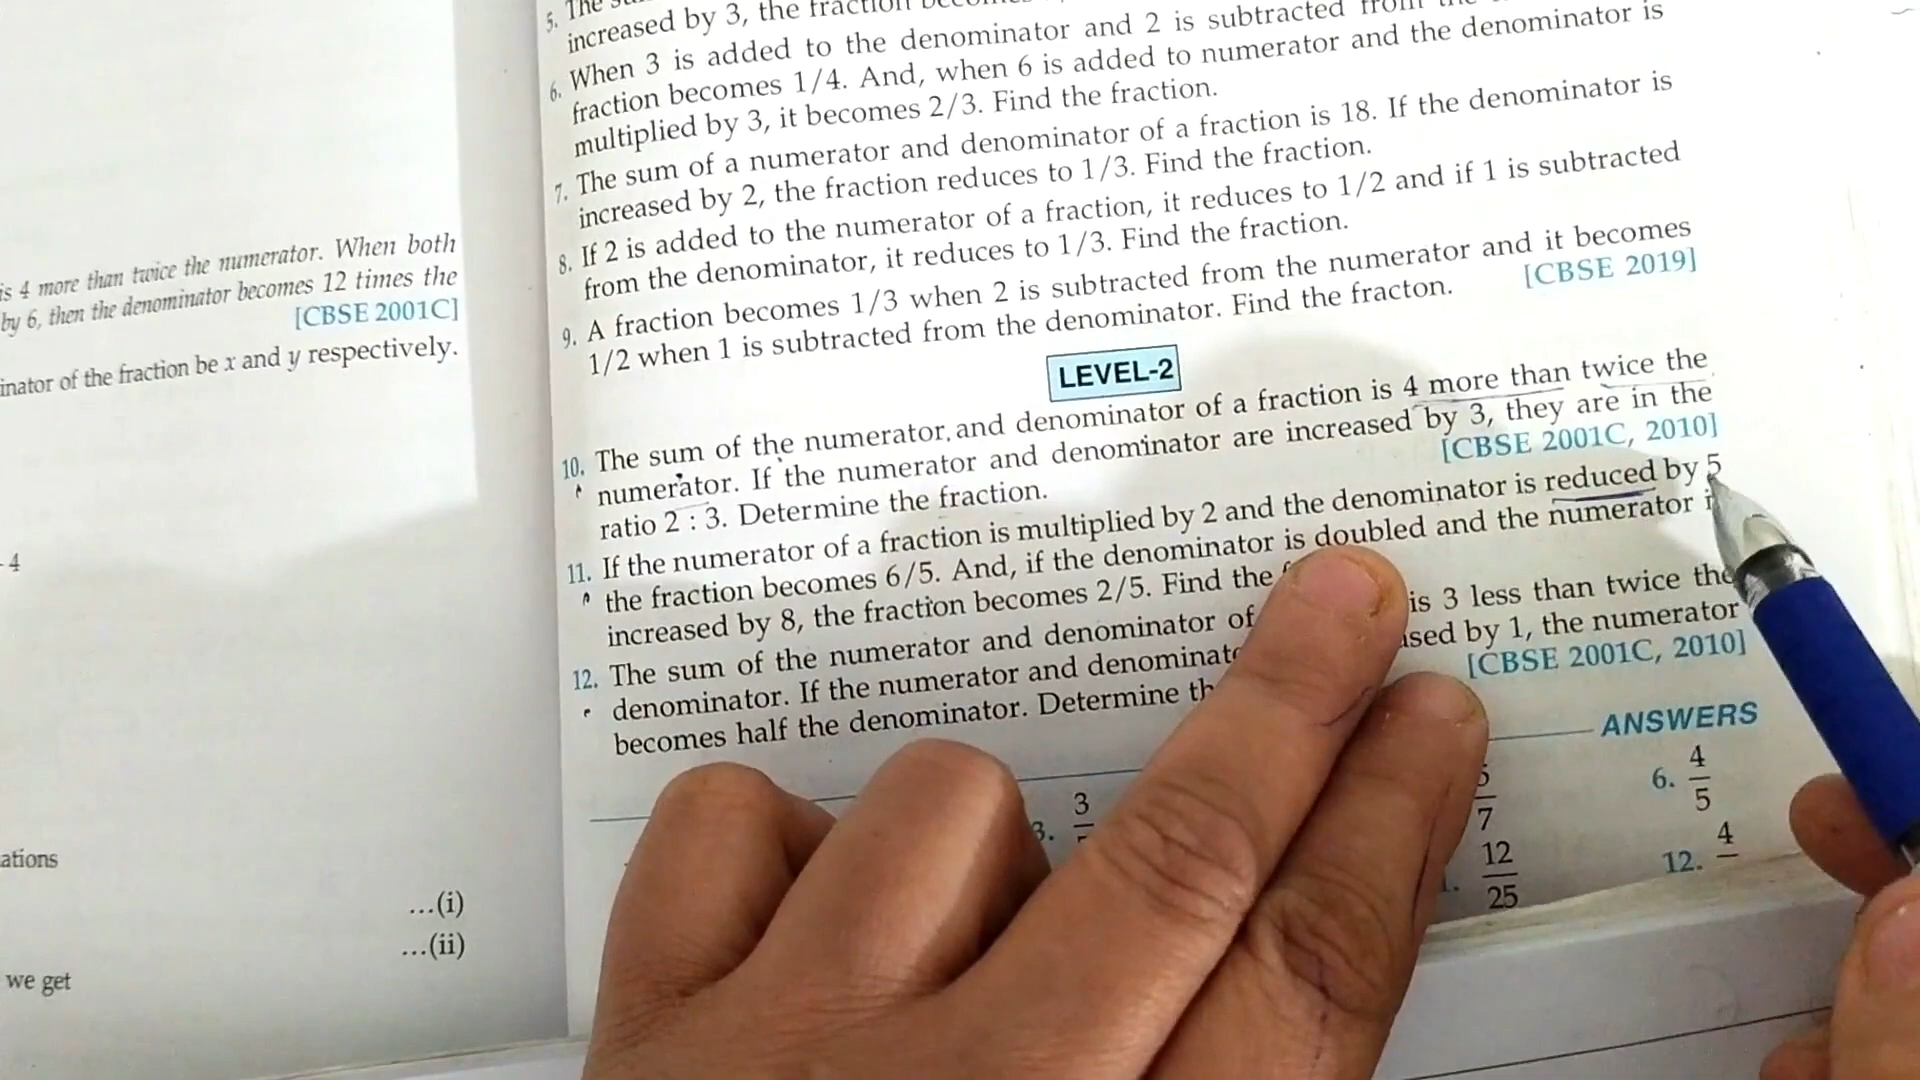 is 4 more than twice the numerator. When both
by 6, then the denominator becomes 12 times the
[CBSE 2001C]
inator of the fraction be x and y respectively.
- 4
ations
...(i)
...(ii)
we get
5. The
increased by 3, the fraction
6. When 3 is added to the denominator and 2 is subtracted from the
fraction becomes 1/4. And, when 6 is added to numerator and the denominator is
multiplied by 3, it becomes 2/3. Find the fraction.
7. The sum of a numerator and denominator of a fraction is 18. If the denominator is
increased by 2, the fraction reduces to 1/3. Find the fraction.
8. If 2 is added to the numerator of a fraction, it reduces to 1/2 and if 1 is subtracted
from the denominator, it reduces to 1/3. Find the fraction.
9. A fraction becomes 1/3 when 2 is subtracted from the numerator and it becomes
1/2 when 1 is subtracted from the denominator. Find the fracton. [CBSE 2019]
LEVEL-2
10. The sum of the numerator and denominator of a fraction is 4 more than twice the
numerator. If the numerator and denominator are increased by 3, they are in the
ratio 2 : 3. Determine the fraction. [CBSE 2001C, 2010]
11. If the numerator of a fraction is multiplied by 2 and the denominator is reduced by 5
the fraction becomes 6/5. And, if the denominator is doubled and the numerator
increased by 8, the fraction becomes 2/5. Find the
12. The sum of the numerator and denominator of is 3 less than twice the
denominator. If the numerator and denominat sed by 1, the numerator
becomes half the denominator. Determine th [CBSE 2001C, 2010]
ANSWERS
3. 3
7
6. 4/5
12/25
12. 4